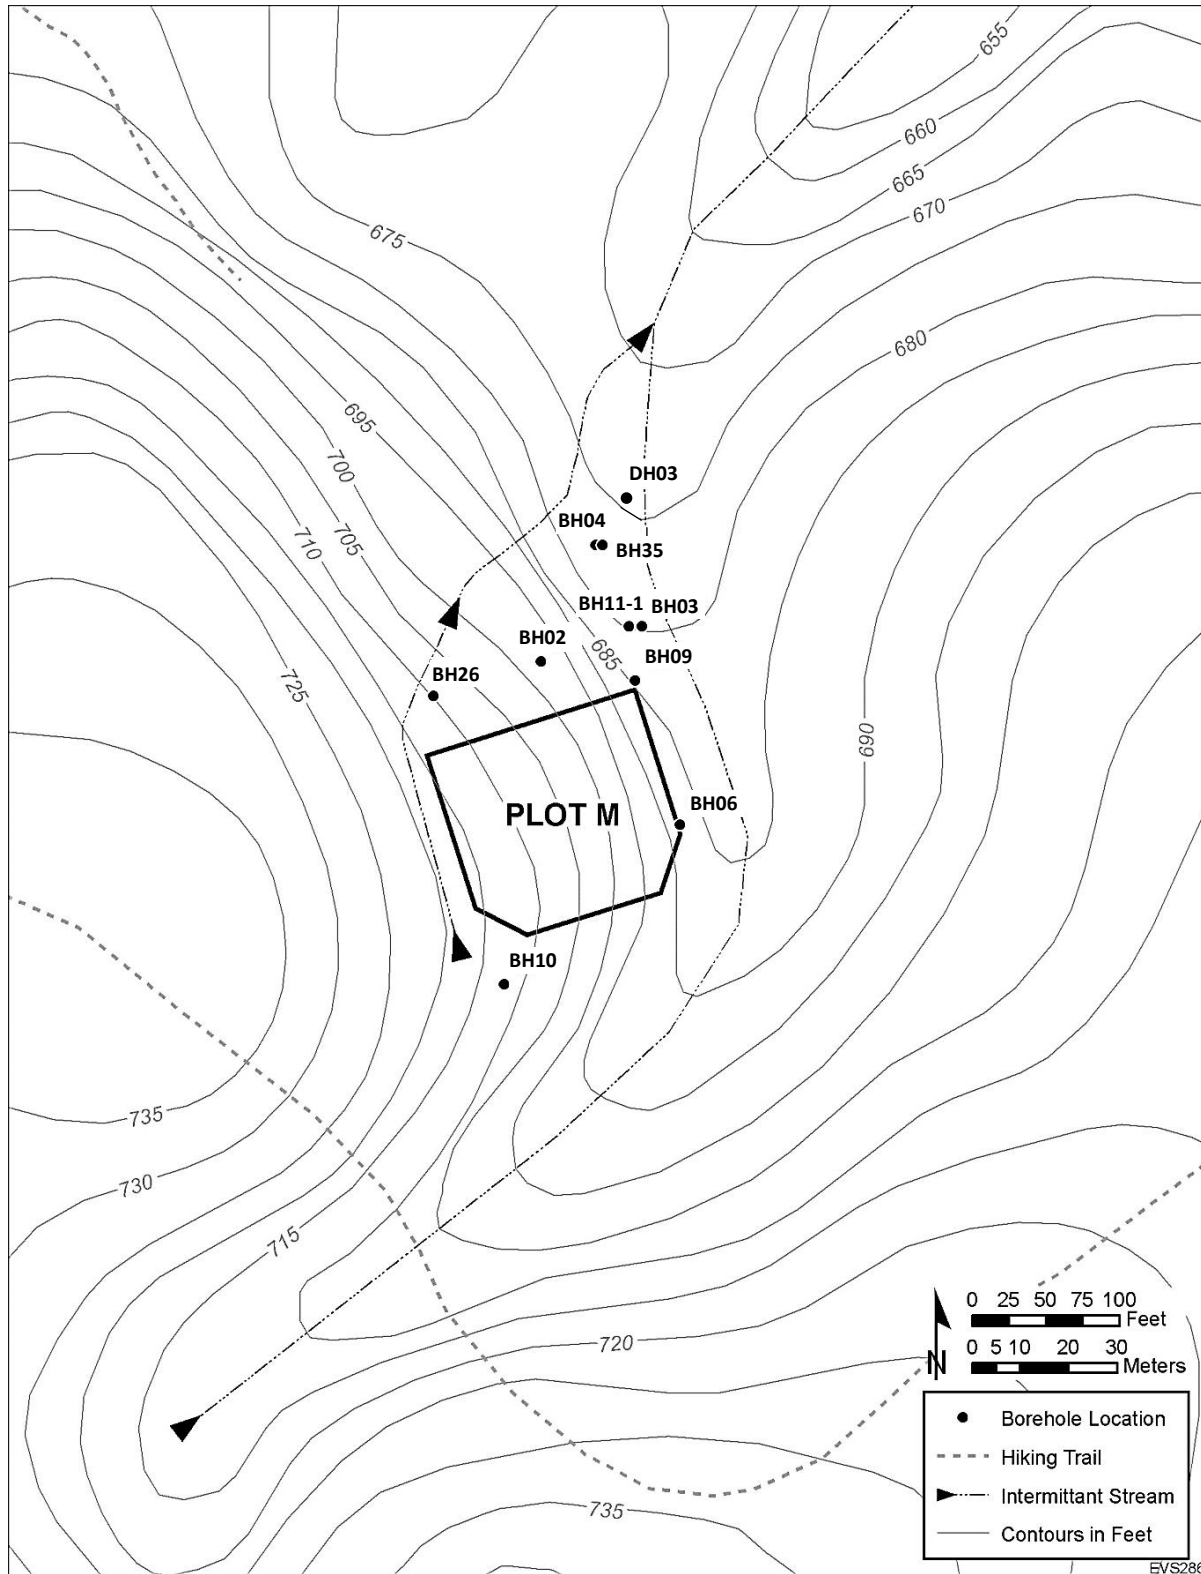 655
660
665
670
675
680
695
700
705
710
DH03
BH04
BH35
BH11-1 BH03
BH02
685
BH09
BH26
725
690
PLOT M
BH06
BH10
735
730
715
720
735
0 25 50 75 100
Feet
0 5 10 20 30
Meters
N
Borehole Location
Hiking Trail
Intermittant Stream
Contours in Feet
EVS286